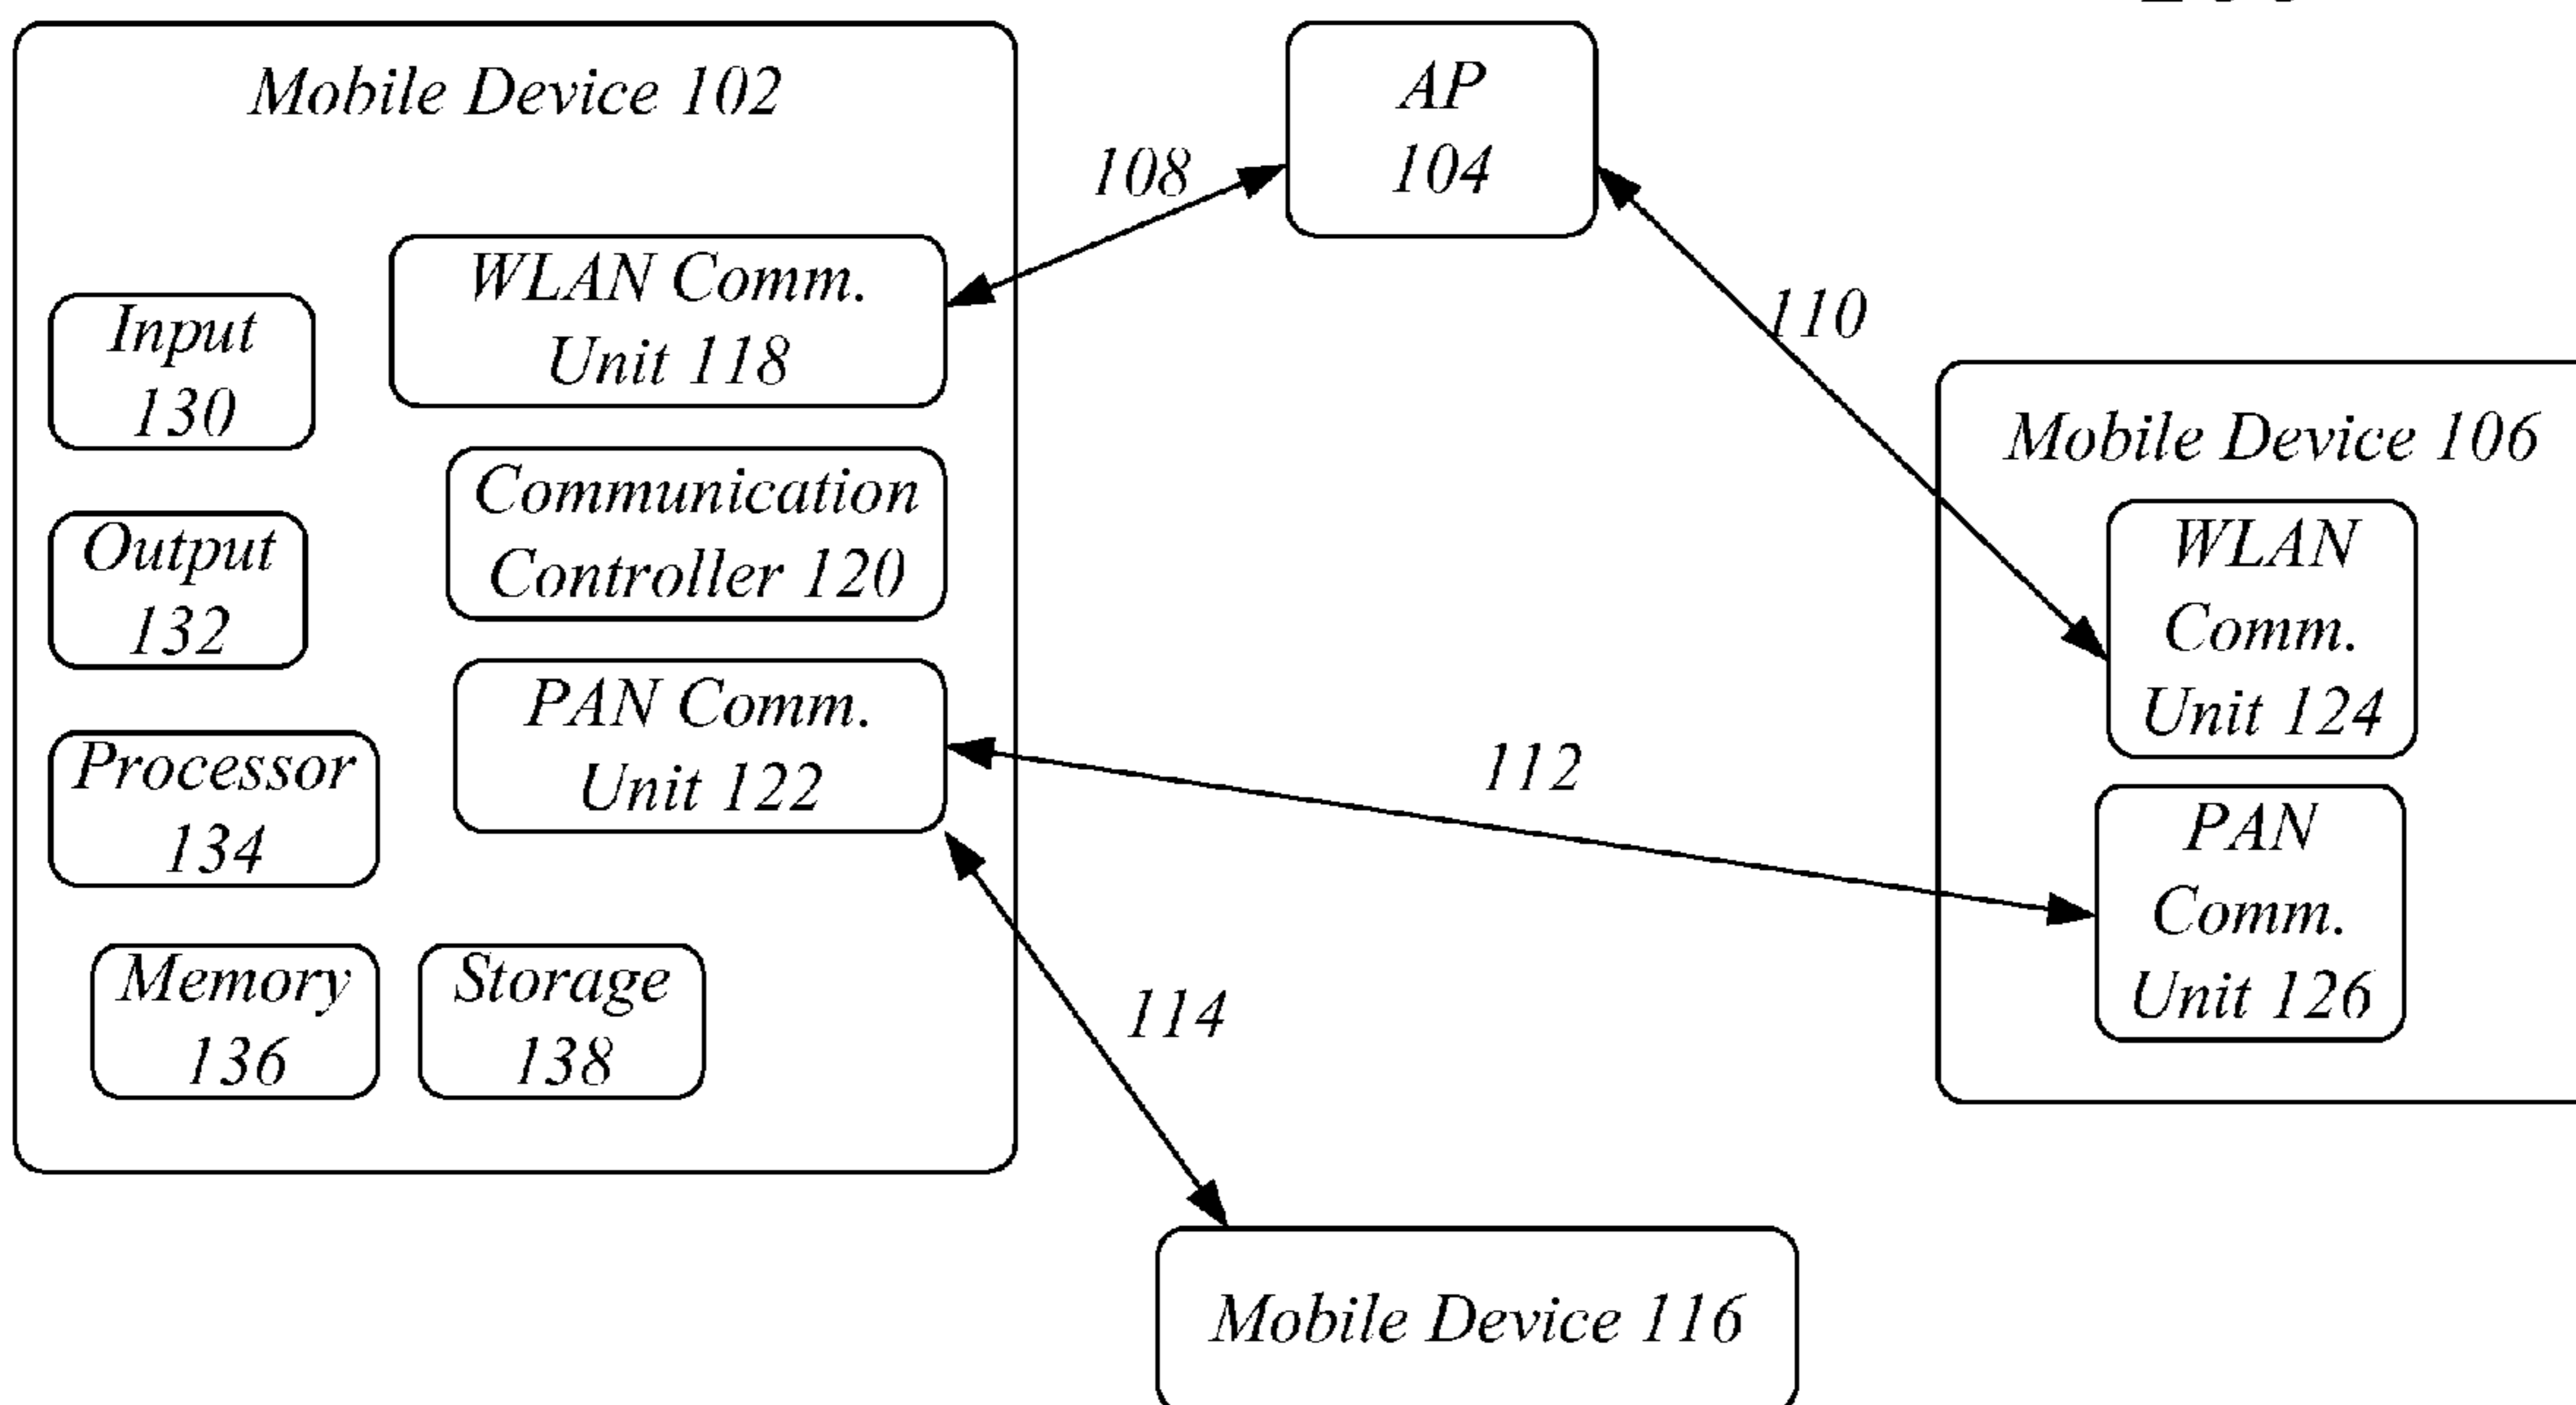 Mobile Device 102
AP
104
108
WLAN Comm.
Unit 118
110
Input
130
Communication
Controller 120
Output
132
PAN Comm.
Unit 122
Processor
134
Memory
136
Storage
138
112
114
Mobile Device 106
WLAN
Comm.
Unit 124
PAN
Comm.
Unit 126
Mobile Device 116